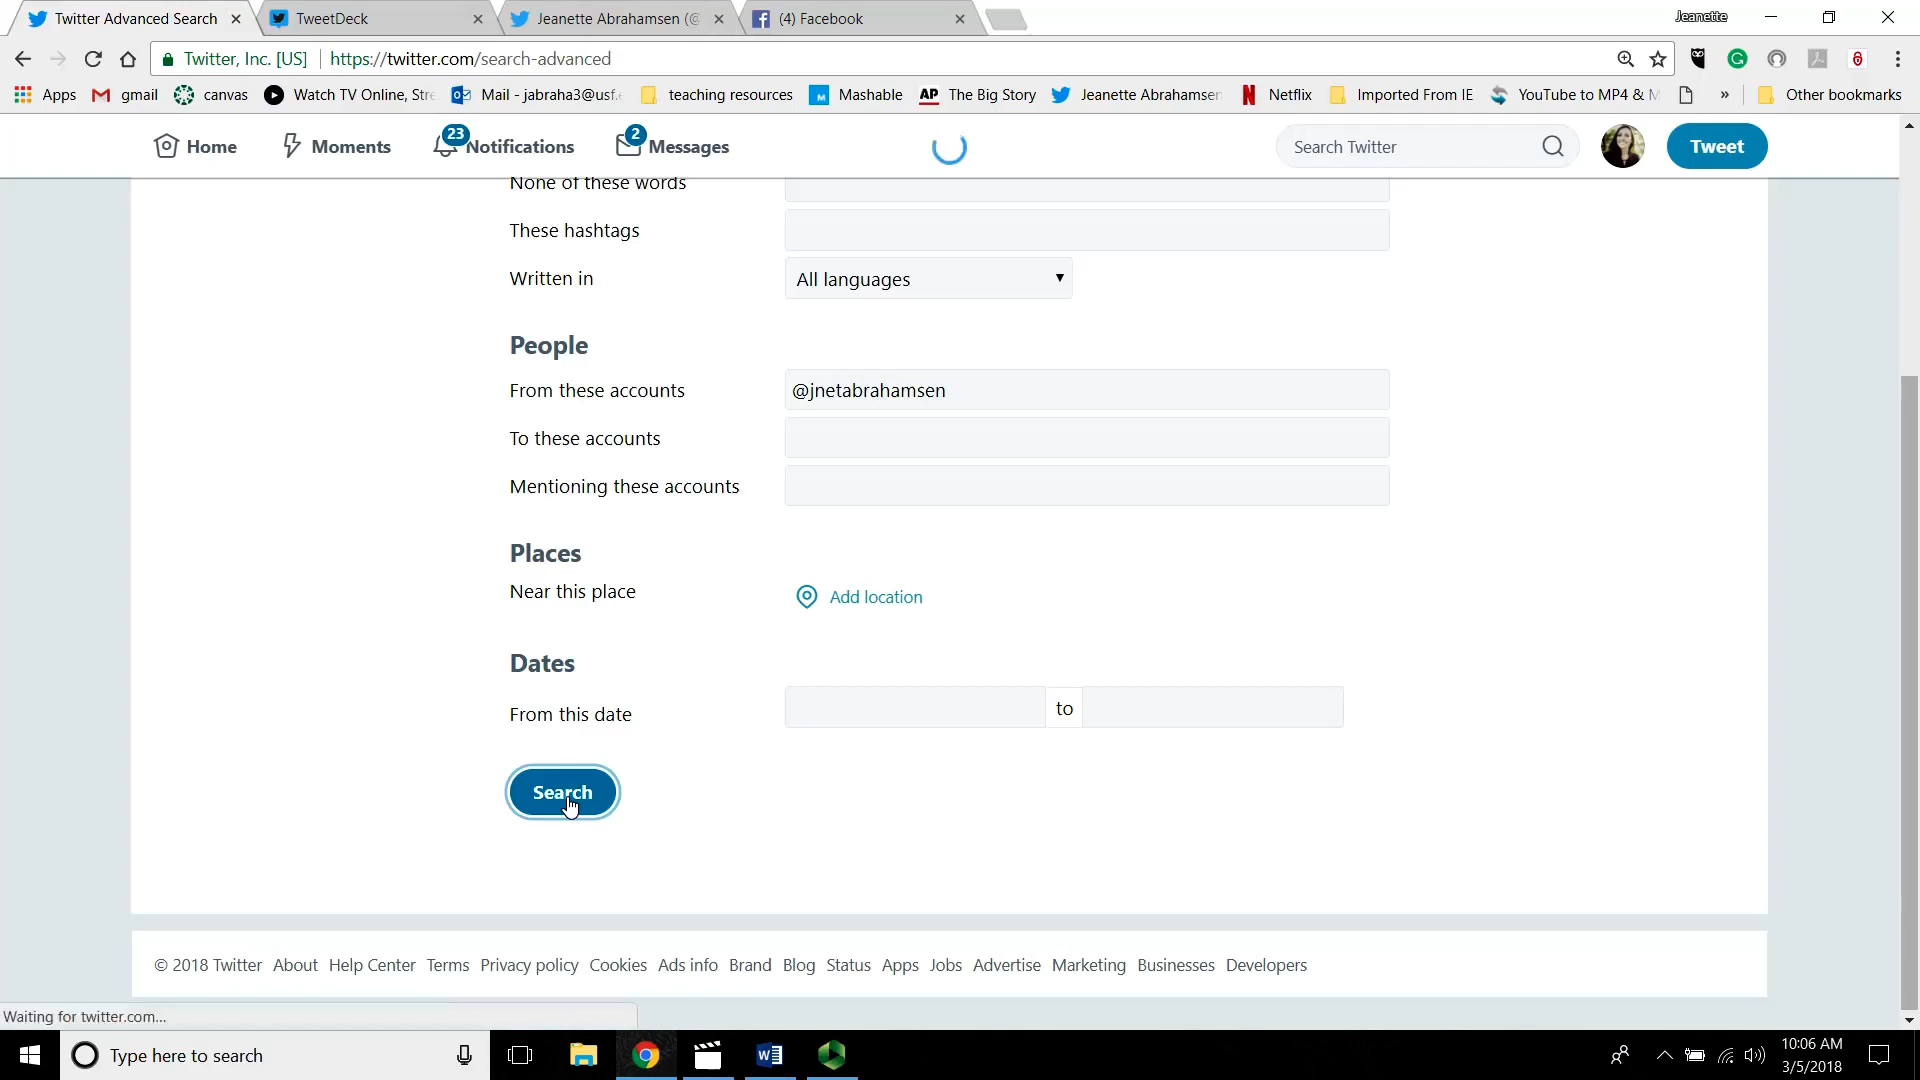 Twitter Advanced Search
TweetDeck
Jeanette Abrahamsen (@
(4) Facebook
Jeanette
Twitter, Inc. [US]
https://twitter.com/search-advanced
Apps
gmail
canvas
Watch TV Online, Stre
Mail - jabraha3@usf.e
teaching resources
Mashable
AP
The Big Story
Jeanette Abrahamsen
Netflix
Imported From IE
YouTube to MP4 & M
»
Other bookmarks
Home
Moments
23
Notifications
2
Messages
Search Twitter
Tweet
None of these words
These hashtags
Written in
All languages
People
From these accounts
@jnetabrahamsen
To these accounts
Mentioning these accounts
Places
Near this place
Add location
Dates
From this date
to
Search
© 2018 Twitter About Help Center Terms Privacy policy Cookies Ads info Brand Blog Status Apps Jobs Advertise Marketing Businesses Developers
Waiting for twitter.com...
Type here to search
10:06 AM
3/5/2018